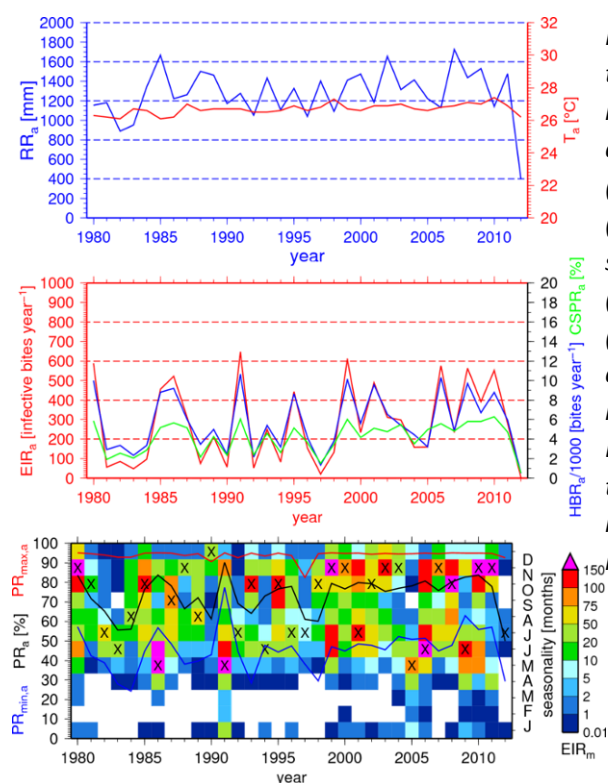 2000
1800
1600
1400
1200
1000
800
600
400
200
0
RRa [mm]
32
30
28
26
24
22
20
Ta [°C]
1980 1985 1990 1995 2000 2005 2010
year
1000
900
800
700
600
500
400
300
200
100
0
EIRa [infective bites year⁻¹]
20
18
16
14
12
10
8
6
4
2
0
CSPRa [%]
HBRa/1000 [bites year⁻¹]
1980 1985 1990 1995 2000 2005 2010
year
100
90
80
70
60
50
40
30
20
10
0
PRmax,a
PRa [%]
PRmin,a
D
N
O
S
A
J
J
M
A
M
F
J
seasonality [months]
150
100
75
50
20
10
5
2
1
0.01
EIRm
1980 1985 1990 1995 2000 2005 2010
year